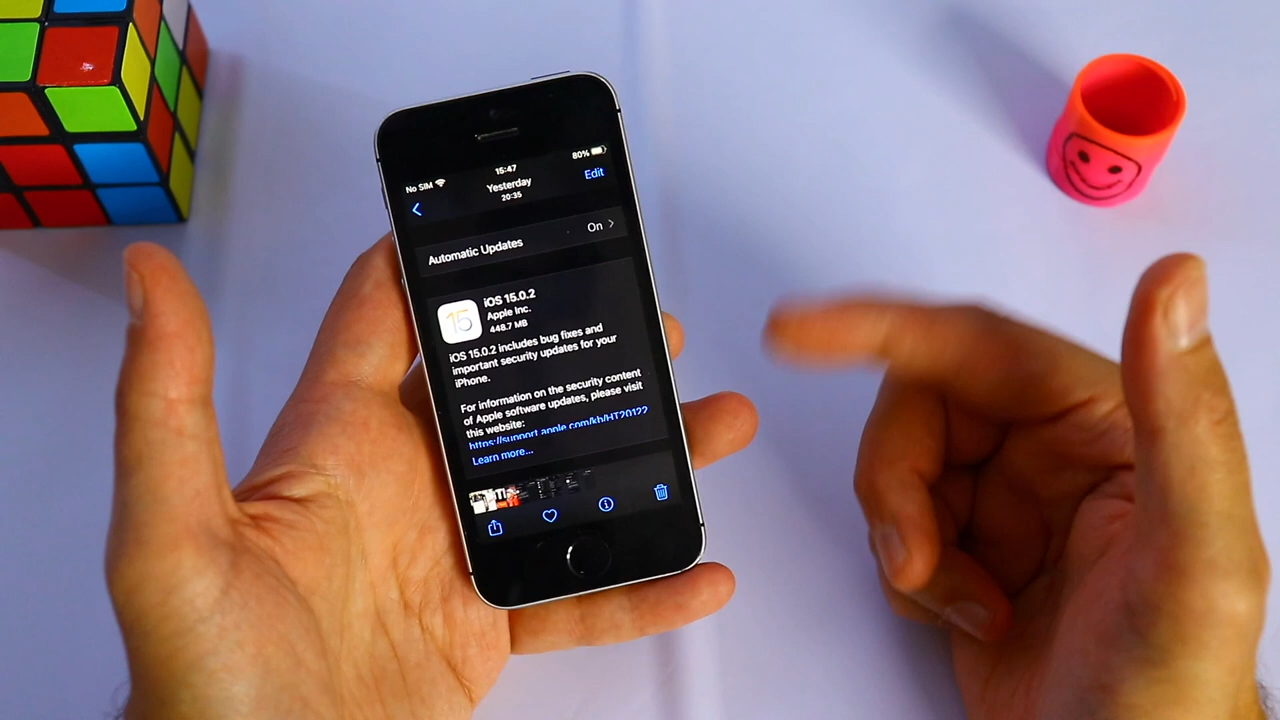 No SIM
15:47
80%
Yesterday
20:35
Edit
Automatic Updates
On
iOS 15.0.2
Apple Inc.
448.7 MB
15
iOS 15.0.2 includes bug fixes and
important security updates for your
iPhone.
For information on the security content
of Apple software updates, please visit
this website:
https://support.apple.com/kb/HT20122
Learn more...